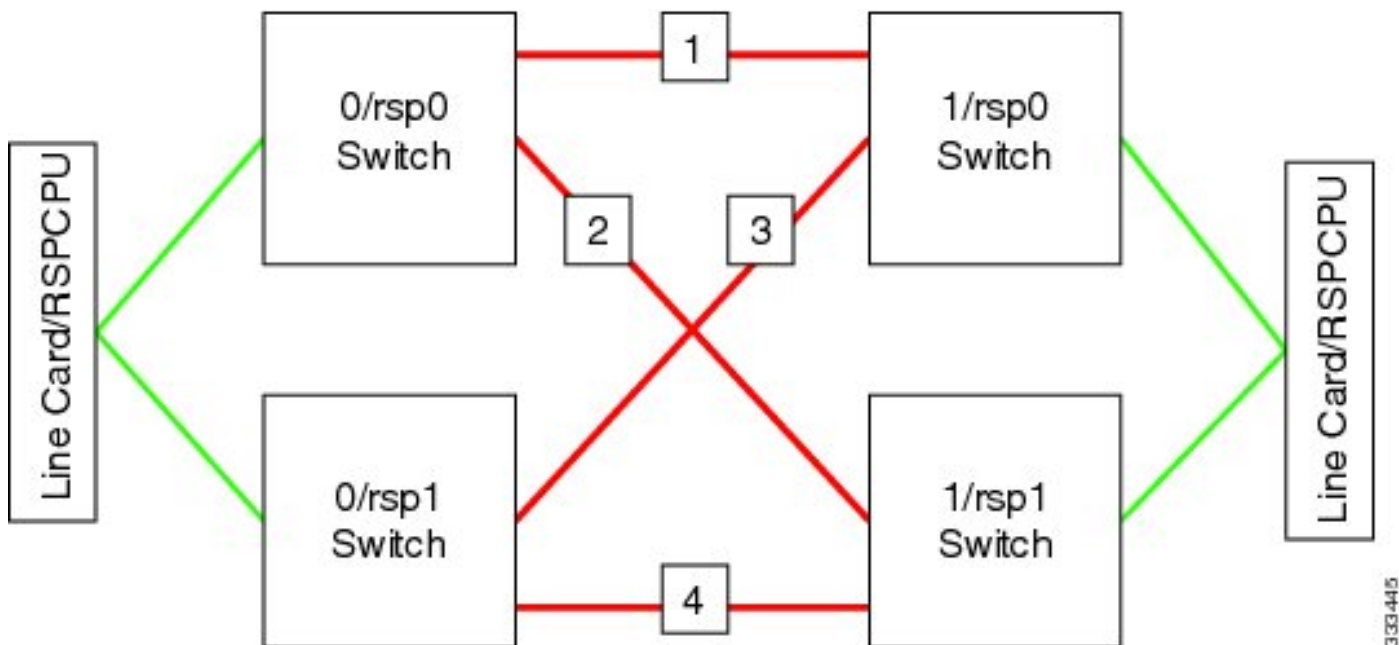 1
0/rsp0
Switch
1/rsp0
Switch
Line Card/RSPCPU
2
3
Line Card/RSPCPU
0/rsp1
Switch
1/rsp1
Switch
4
333445